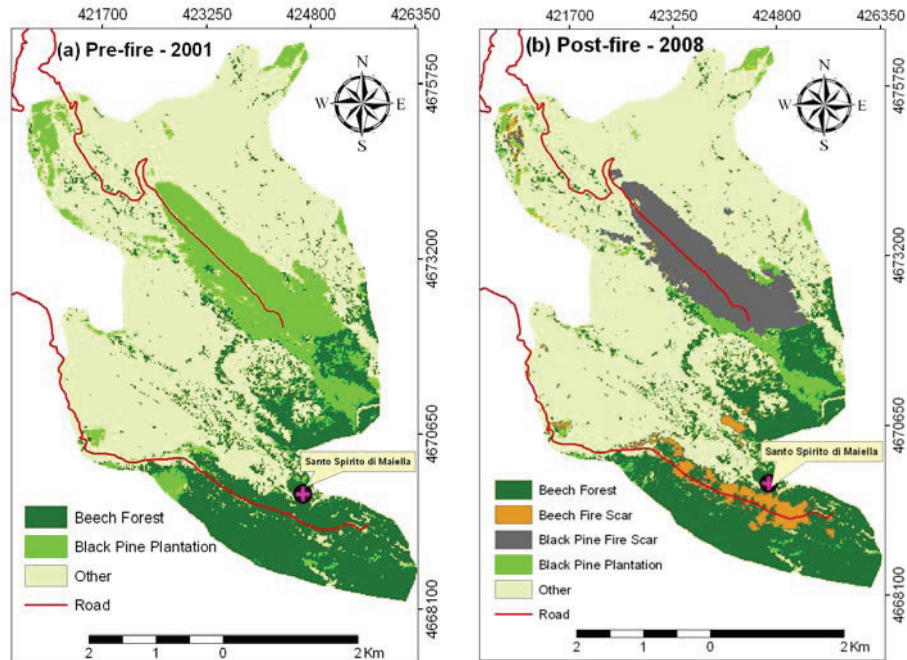 421700 423250 424800 426350
(a) Pre-fire - 2001
N
W E
S
4675750
4673200
4670650
4668100
Santo Spirito di Maiella
Beech Forest
Black Pine Plantation
Other
Road
2 1 0 2 Km
421700 423250 424800 426350
(b) Post-fire - 2008
N
W E
S
4675750
4673200
4670650
4668100
Santo Spirito di Maiella
Beech Forest
Beech Fire Scar
Black Pine Fire Scar
Black Pine Plantation
Other
Road
2 1 0 2 Km